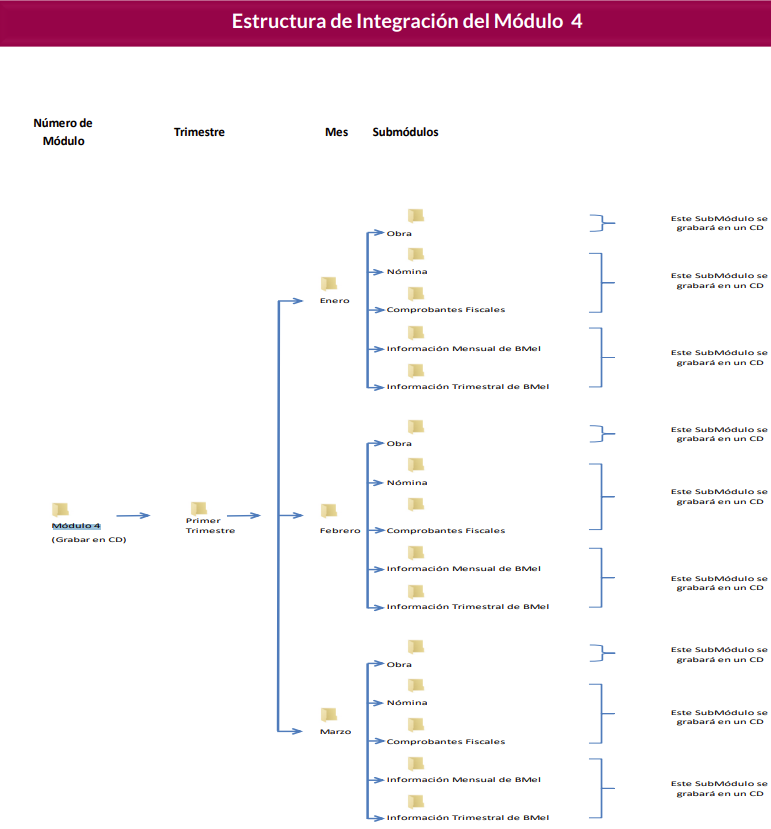 Estructura de Integración del Módulo 4
Número de
Módulo
Trimestre
Mes
Submódulos
Módulo 4
(Grabar en CD)
Primer
Trimestre
Enero
Obra
Nómina
Comprobantes Fiscales
Información Mensual de BMeI
Información Trimestral de BMeI
Este SubMódulo se
grabará en un CD
Este SubMódulo se
grabará en un CD
Este SubMódulo se
grabará en un CD
Febrero
Obra
Nómina
Comprobantes Fiscales
Información Mensual de BMeI
Información Trimestral de BMeI
Este SubMódulo se
grabará en un CD
Este SubMódulo se
grabará en un CD
Este SubMódulo se
grabará en un CD
Marzo
Obra
Nómina
Comprobantes Fiscales
Información Mensual de BMeI
Información Trimestral de BMeI
Este SubMódulo se
grabará en un CD
Este SubMódulo se
grabará en un CD
Este SubMódulo se
grabará en un CD